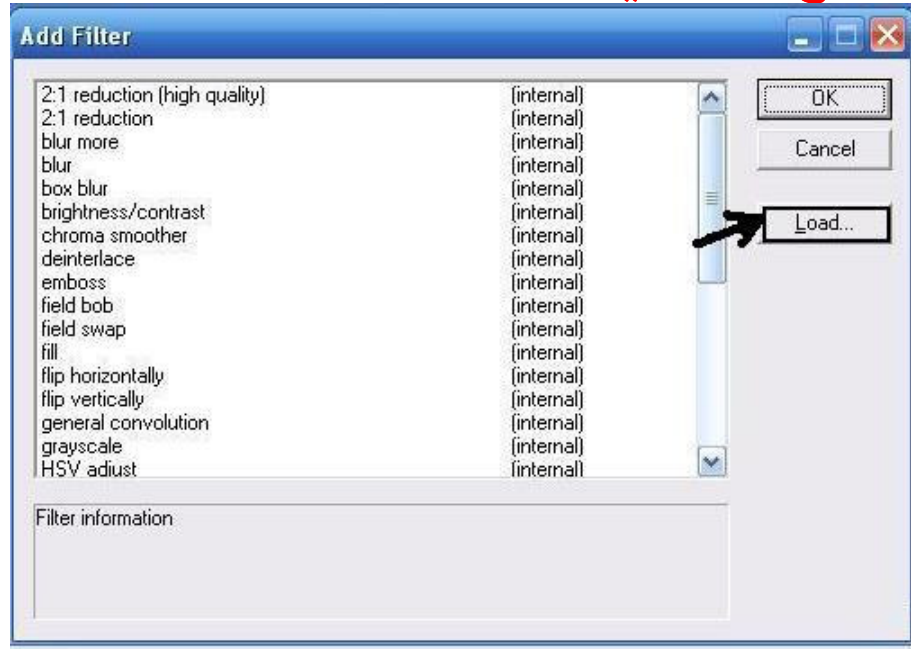 Add Filter
2:1 reduction (high quality) (internal)
2:1 reduction (internal)
blur more (internal)
blur (internal)
box blur (internal)
brightness/contrast (internal)
chroma smoother (internal)
deinterlace (internal)
emboss (internal)
field bob (internal)
field swap (internal)
fill (internal)
flip horizontally (internal)
flip vertically (internal)
general convolution (internal)
grayscale (internal)
HSV adjust (internal)
OK
Cancel
Load...
Filter information